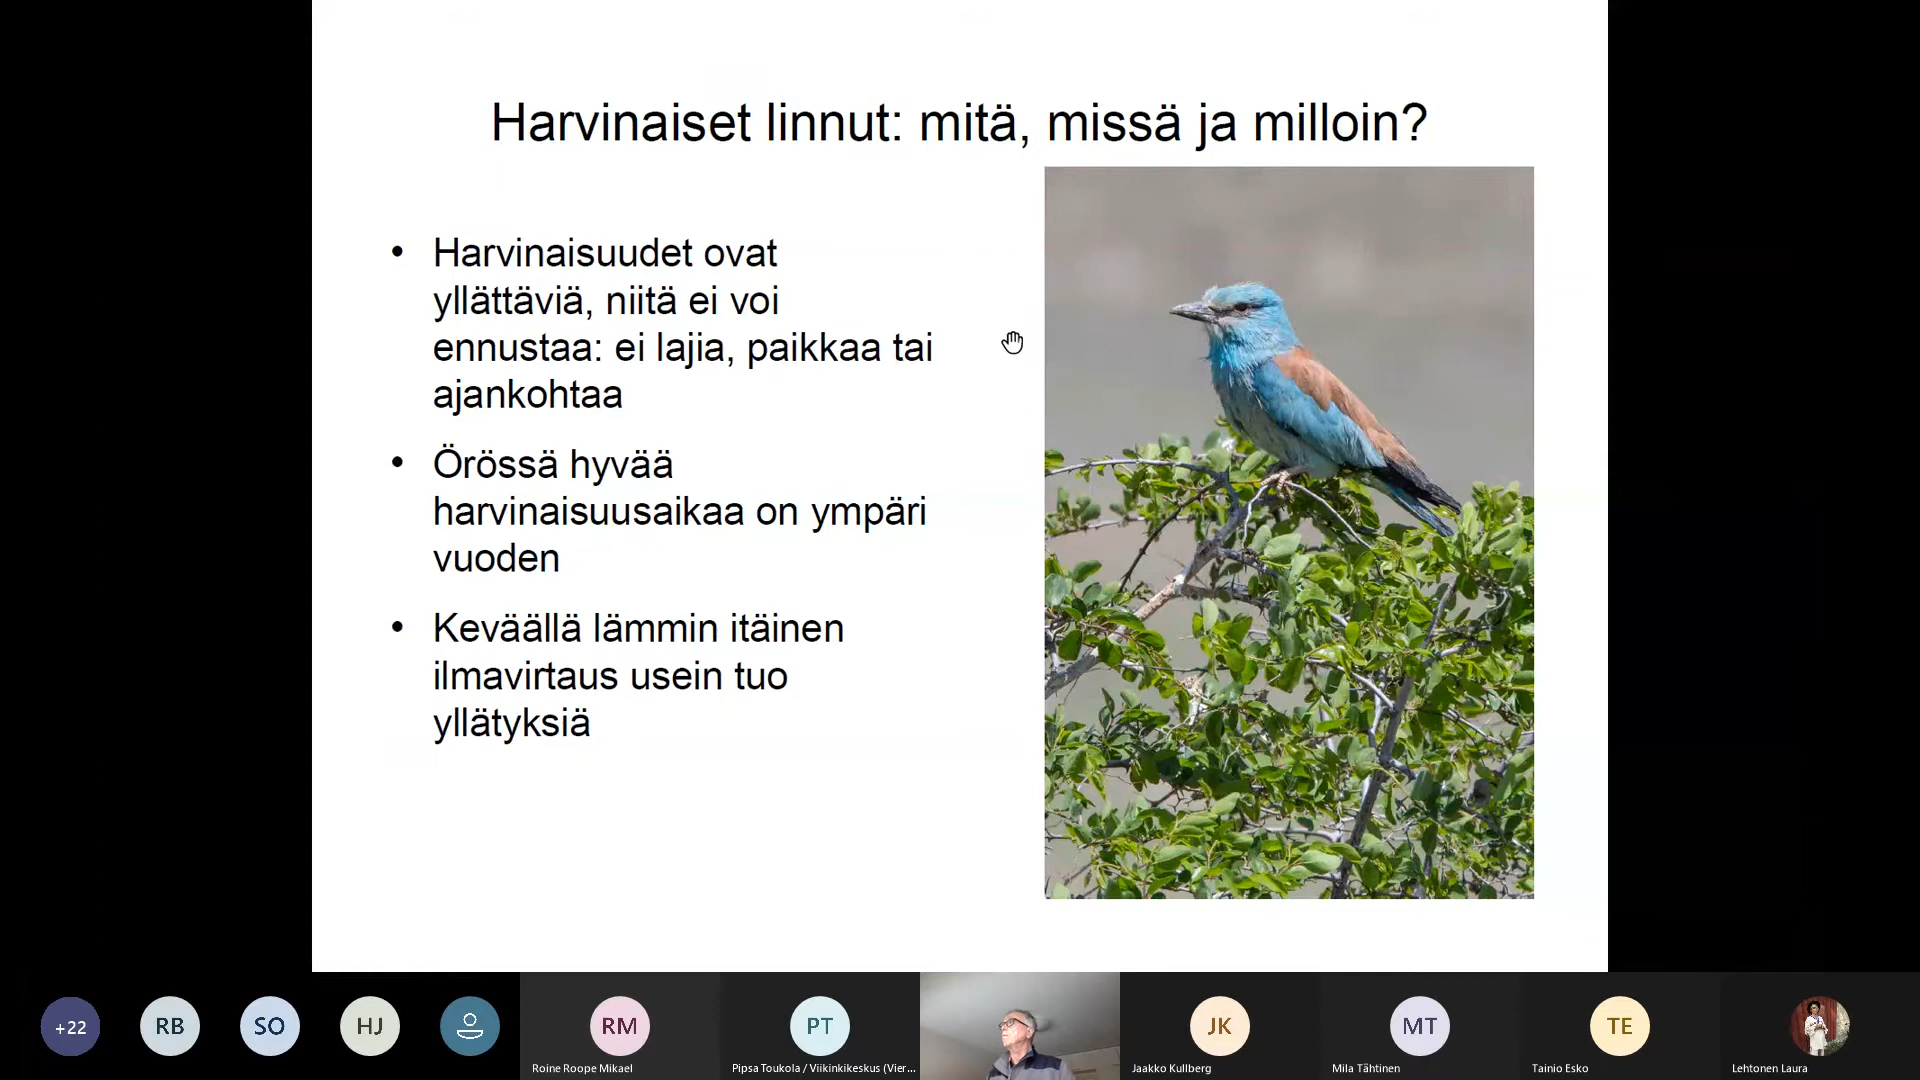 Harvinaiset linnut: mitä, missä ja milloin?
• Harvinaisuudet ovat
yllättäviä, niitä ei voi
ennustaa: ei lajia, paikkaa tai
ajankohtaa
• Örössä hyvää
harvinaisuusaikaa on ympäri
vuoden
• Keväällä lämmin itäinen
ilmavirtaus usein tuo
yllätyksiä
+22
RB
SO
HJ
RM
PT
JK
MT
TE
Roine Roope Mikael
Pipsa Toukola / Viikinkikeskus (Vier...
Jaakko Kullberg
Mila Tähtinen
Tainio Esko
Lehtonen Laura